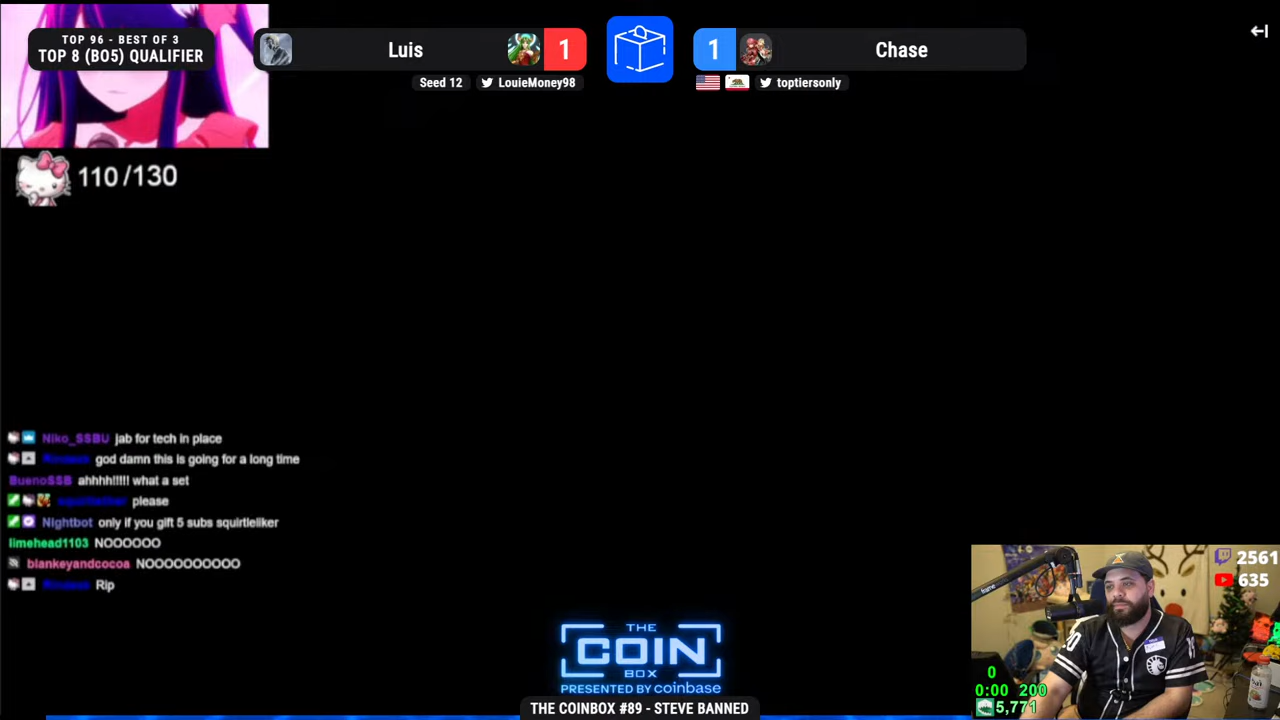 TOP 96 - BEST OF 3
TOP 8 (BO5) QUALIFIER
Luis
1
1
Chase
Seed 12
LouieMoney98
toptiersonly
110/130
Niko_SSBU jab for tech in place
god damn this is going for a long time
BuenoSSB ahhhh!!!!! what a set
squirtleliker please
Nightbot only if you gift 5 subs squirtleliker
limehead1103 NOOOOOO
blankeyandcocoa NOOOOOOOOOO
Rip
2561
635
0
0:00 200
5,771
THE
COIN
BOX
PRESENTED BY coinbase
THE COINBOX #89 - STEVE BANNED